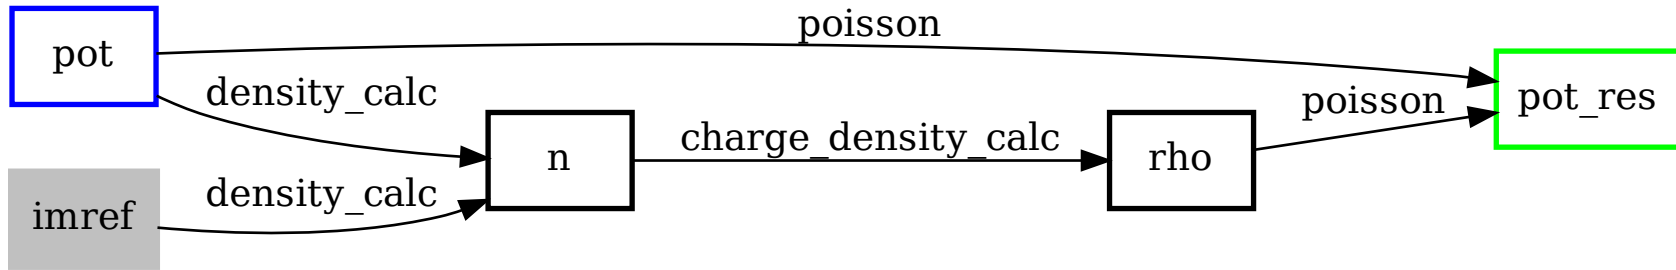 poisson
pot
pot_res
density_calc
poisson
charge_density_calc
n
rho
density_calc
imref